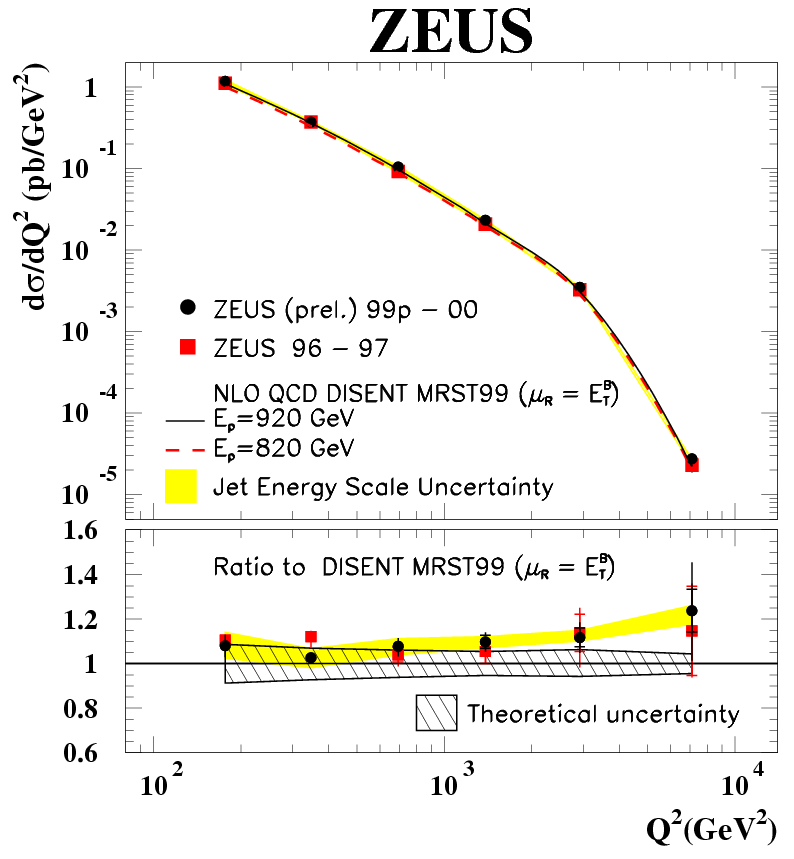 ZEUS
dσ/dQ² (pb/GeV²)
1
10⁻¹
10⁻²
10⁻³
10⁻⁴
10⁻⁵
ZEUS (prel.) 99p – 00
ZEUS 96 – 97
NLO QCD DISENT MRST99 (μ_R = E_T^B)
E_p=920 GeV
E_p=820 GeV
Jet Energy Scale Uncertainty
1.6
1.4
1.2
1
0.8
0.6
Ratio to DISENT MRST99 (μ_R = E_T^B)
Theoretical uncertainty
10² 10³ 10⁴
Q²(GeV²)